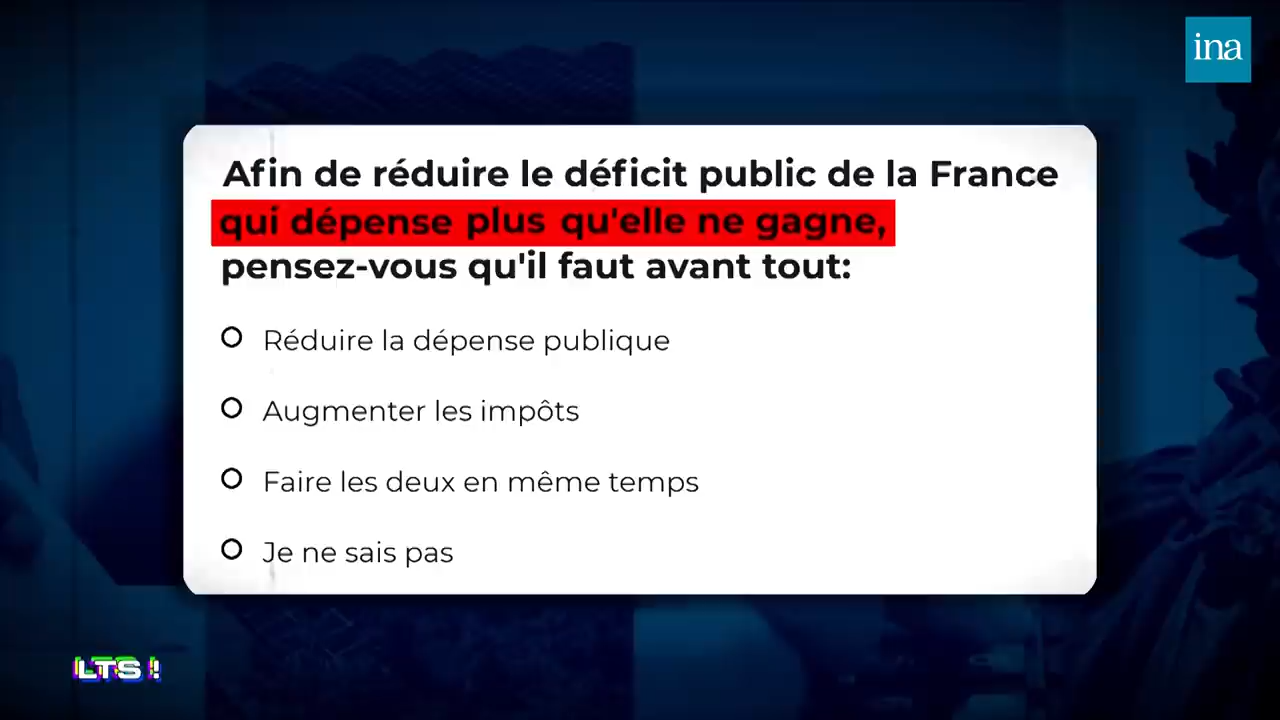 ina
Afin de réduire le déficit public de la France
qui dépense plus qu'elle ne gagne,
pensez-vous qu'il faut avant tout:
Réduire la dépense publique
Augmenter les impôts
Faire les deux en même temps
Je ne sais pas
LTS !